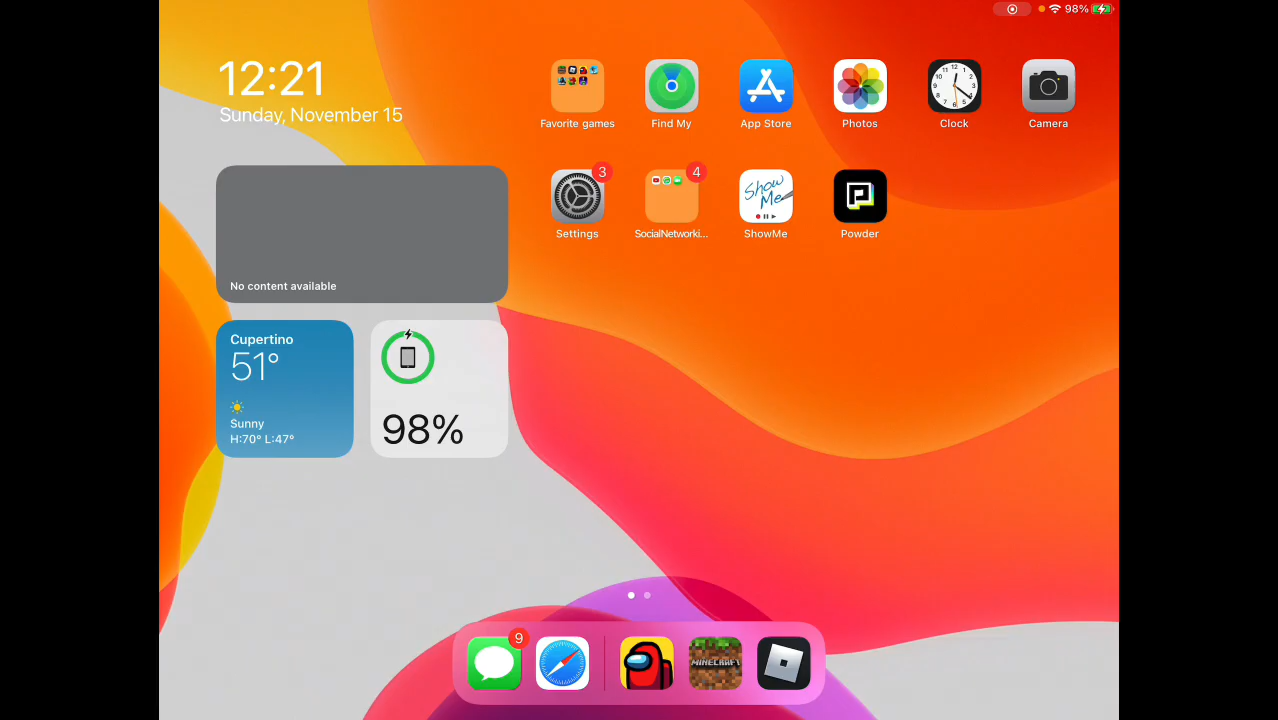 98%
12:21
Sunday, November 15
Favorite games
Find My
App Store
Photos
Clock
Camera
No content available
3
Settings
4
SocialNetworki...
Show
Me
ShowMe
Powder
Cupertino
51°
Sunny
H:70° L:47°
98%
9
MINECRAFT